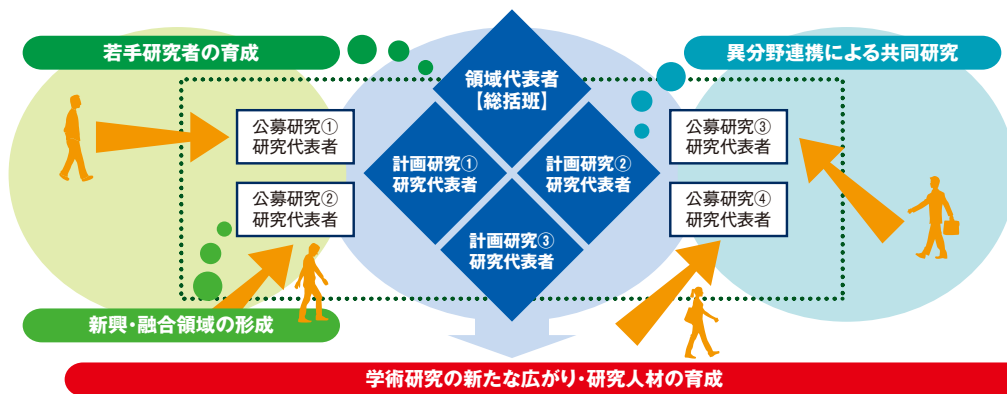 若手研究者の育成
異分野連携による共同研究
領域代表者
【総括班】
公募研究①
研究代表者
公募研究③
研究代表者
計画研究①
研究代表者
計画研究②
研究代表者
公募研究②
研究代表者
公募研究④
研究代表者
計画研究③
研究代表者
新興・融合領域の形成
学術研究の新たな広がり・研究人材の育成